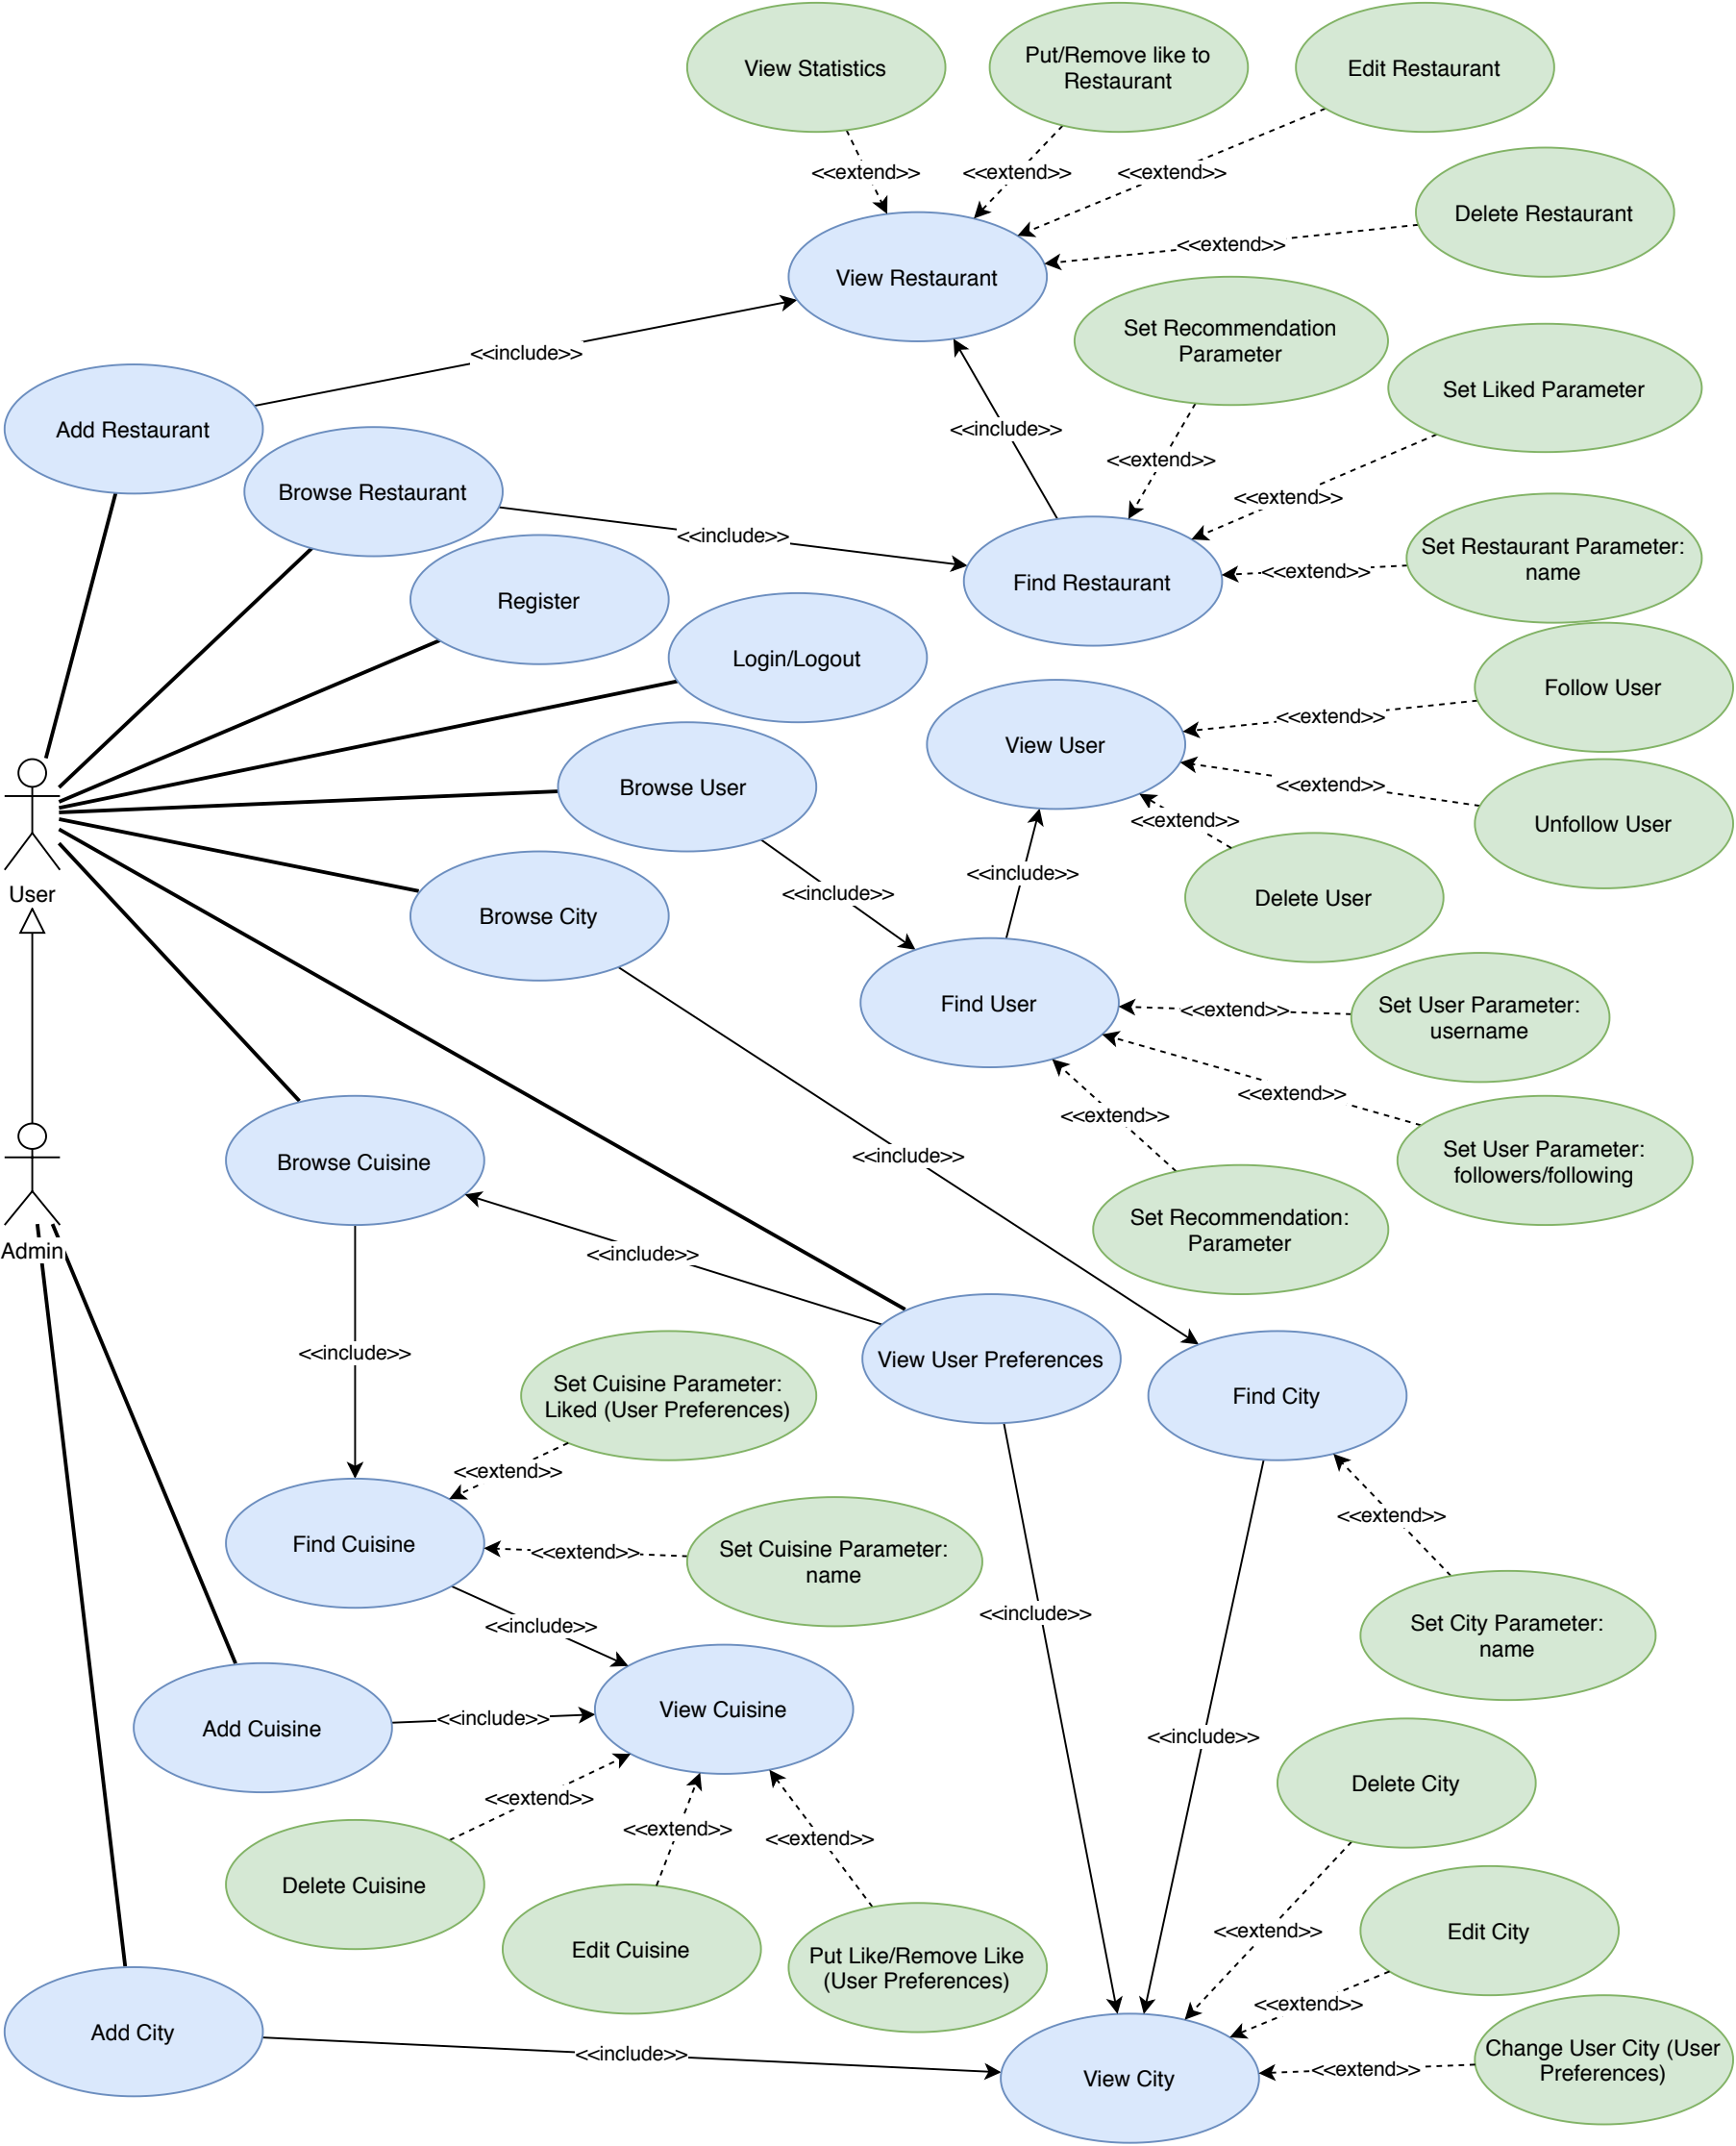 View Statistics
Put/Remove like to
Restaurant
Edit Restaurant
<<extend>>
<<extend>>
<<extend>>
Delete Restaurant
<<extend>>
View Restaurant
Set Recommendation
Parameter
<<include>>
Set Liked Parameter
Add Restaurant
<<include>>
<<extend>>
Browse Restaurant
<<extend>>
<<include>>
Set Restaurant Parameter:
name
<<extend>>
Find Restaurant
Register
Login/Logout
Follow User
<<extend>>
View User
Browse User
<<extend>>
Unfollow User
<<extend>>
<<include>>
<<include>>
User
Delete User
Browse City
Find User
<<extend>>
Set User Parameter:
username
<<extend>>
<<extend>>
Set User Parameter:
followers/following
<<include>>
Browse Cuisine
Set Recommendation:
Parameter
Admin
<<include>>
<<include>>
View User Preferences
Set Cuisine Parameter:
Liked (User Preferences)
Find City
<<extend>>
<<extend>>
Find Cuisine
<<extend>>
Set Cuisine Parameter:
name
<<include>>
<<include>>
Set City Parameter:
name
Add Cuisine
<<include>>
View Cuisine
<<include>>
Delete City
<<extend>>
<<extend>>
<<extend>>
Delete Cuisine
Edit Cuisine
Put Like/Remove Like
(User Preferences)
<<extend>>
Edit City
<<extend>>
Add City
<<include>>
View City
<<extend>>
Change User City (User
Preferences)